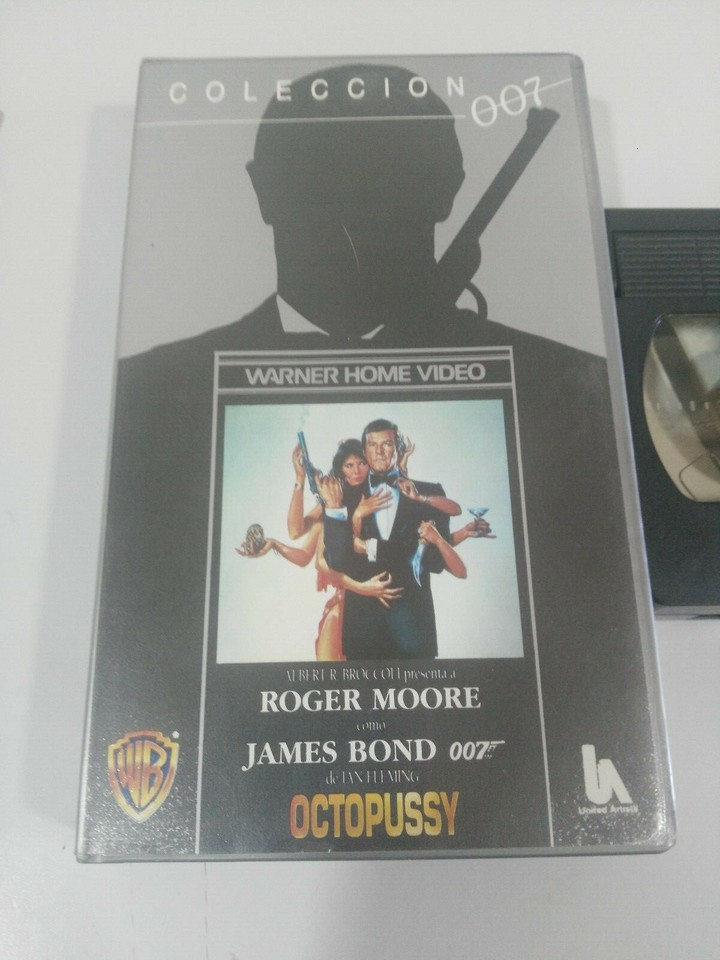 COLECCION 007
WARNER HOME VIDEO
ALBERT R. BROCCOLI presenta a
ROGER MOORE
como
JAMES BOND 007
de IAN FLEMING
OCTOPUSSY
WB
UA
United Artists